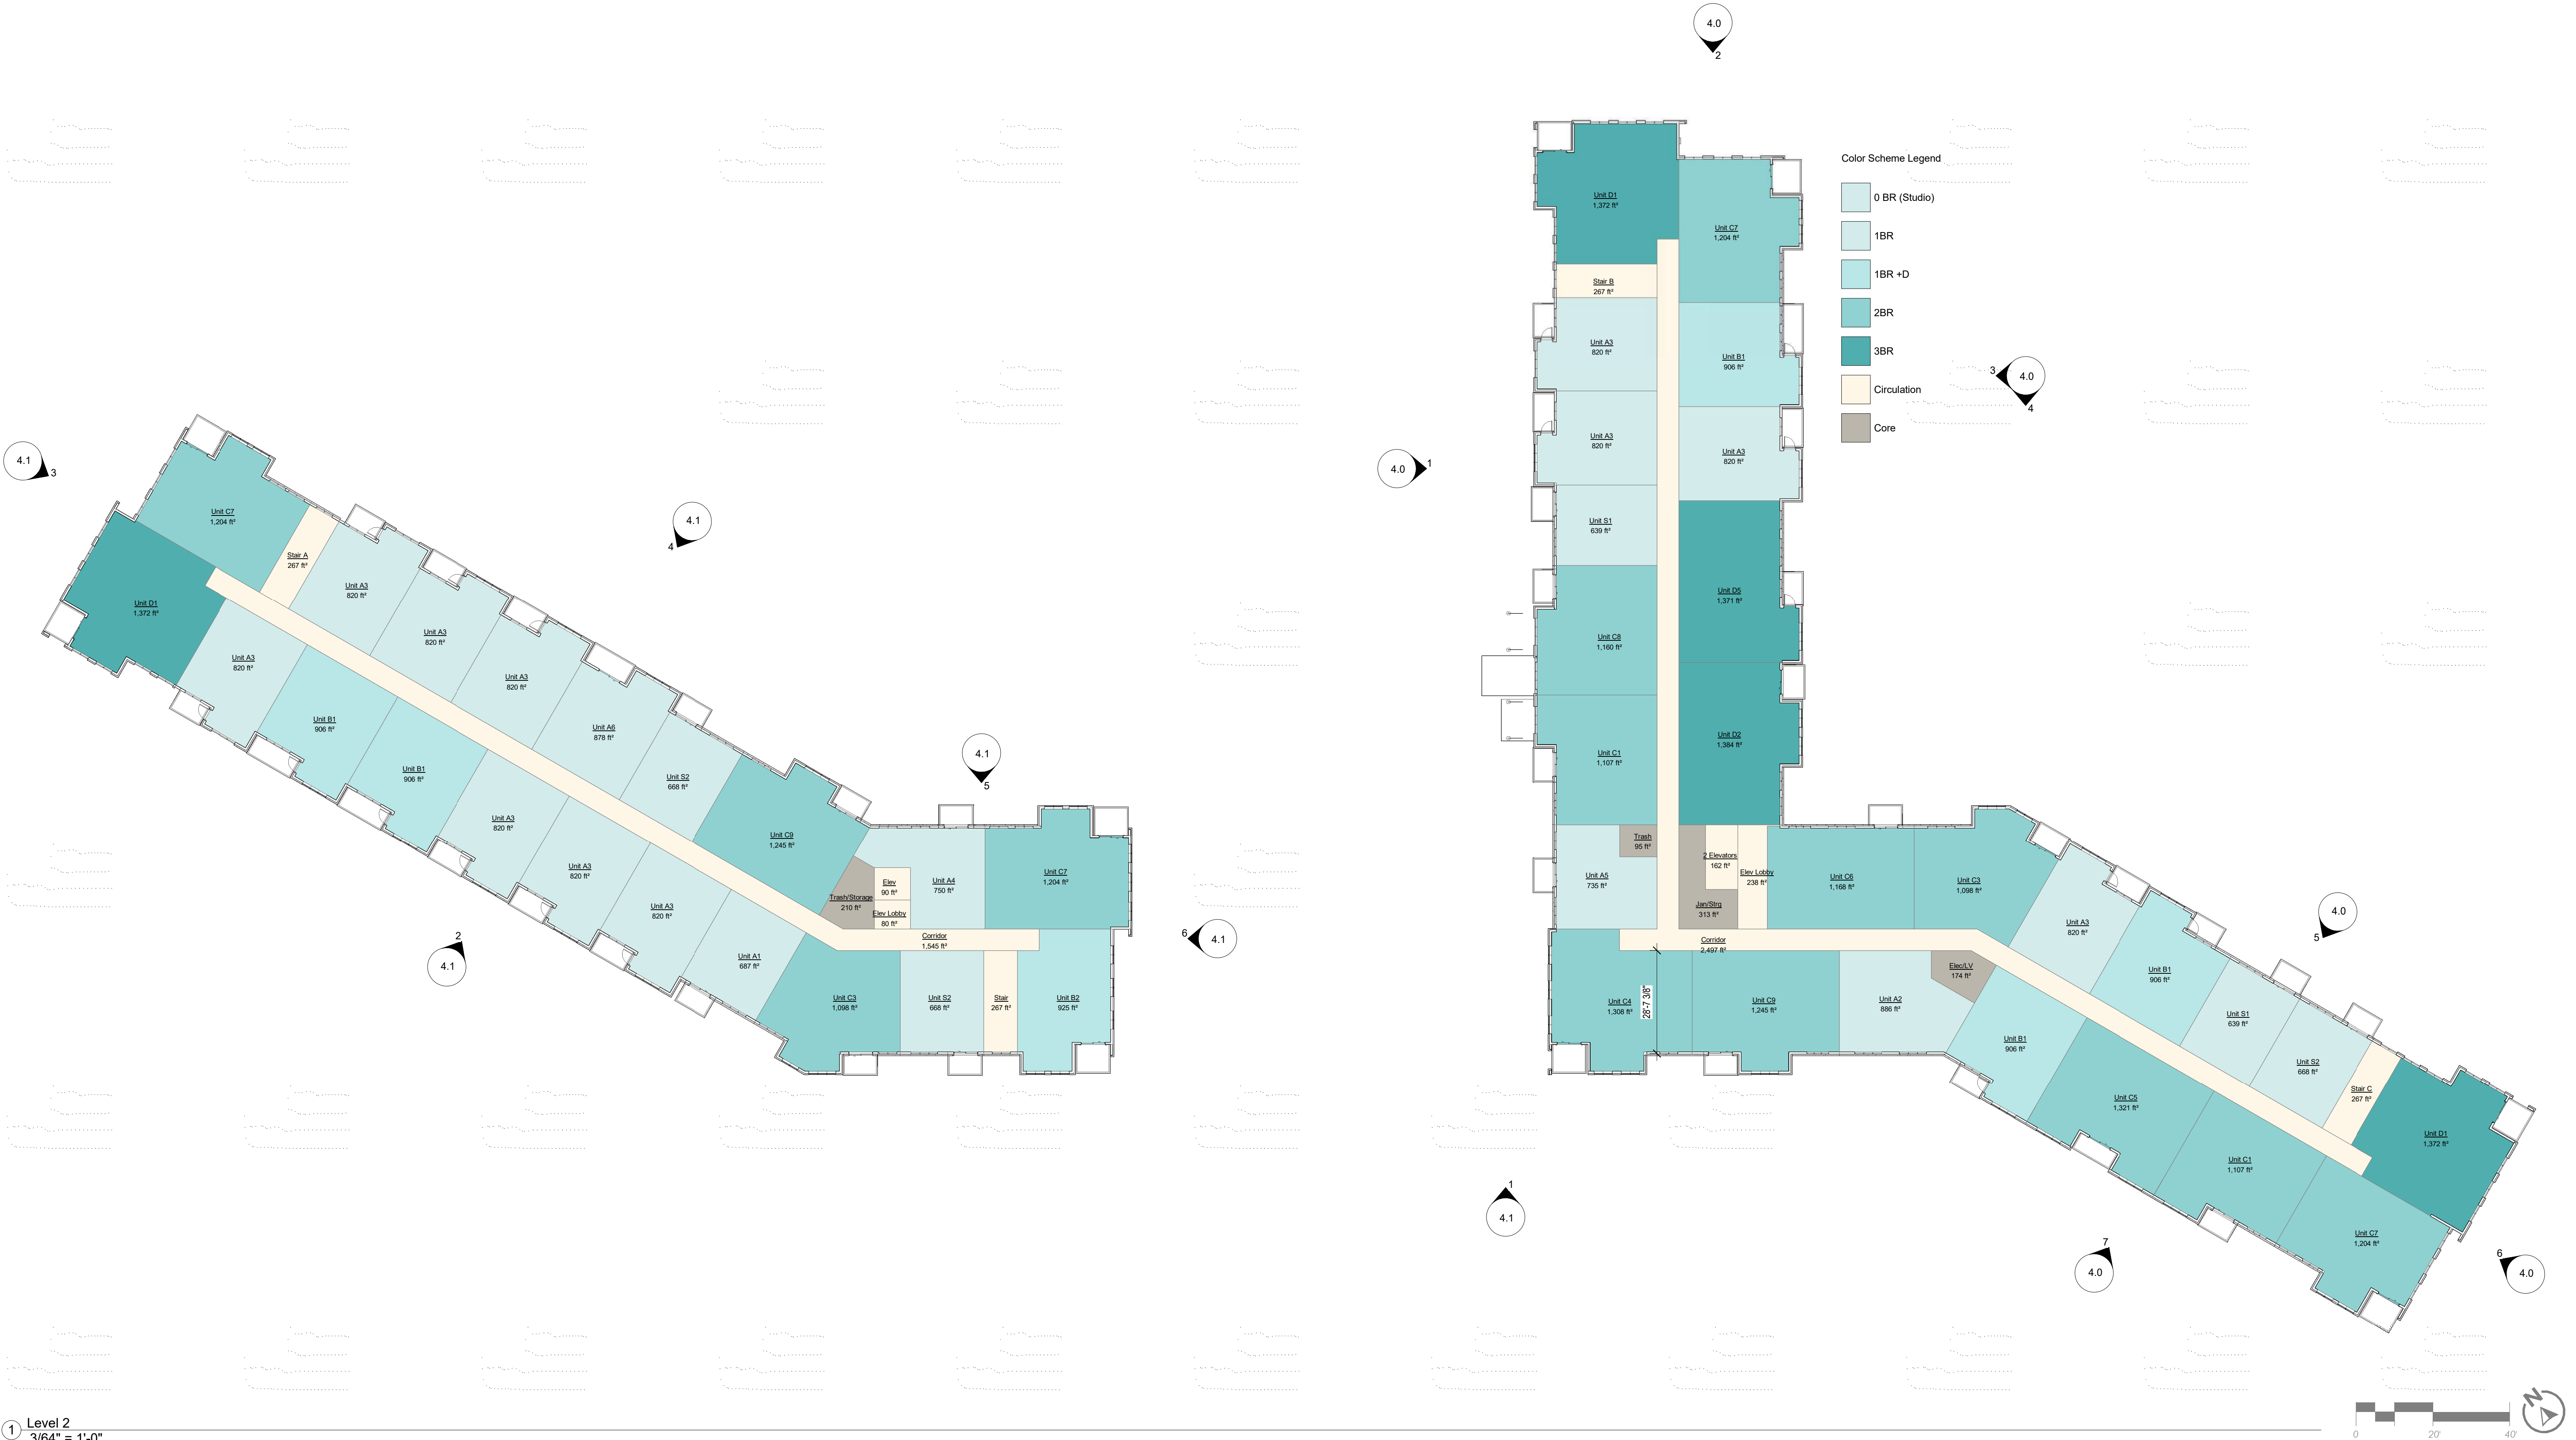 4.0
2
Color Scheme Legend
0 BR (Studio)
1BR
1BR +D
2BR
3BR
Circulation
Core
3
4.0
4
4.0
1
Unit D1
1,372 ft²
Unit C7
1,204 ft²
Stair B
267 ft²
Unit A3
820 ft²
Unit B1
906 ft²
Unit A3
820 ft²
Unit A3
820 ft²
Unit S1
639 ft²
Unit D5
1,371 ft²
Unit C8
1,160 ft²
Unit D2
1,384 ft²
Unit C1
1,107 ft²
Trash
95 ft²
2 Elevators
162 ft²
Elev Lobby
238 ft²
Unit A5
735 ft²
Jan/Strg
313 ft²
Unit C6
1,168 ft²
Unit C3
1,098 ft²
Corridor
2,497 ft²
Unit C4
1,308 ft²
28'-7 3/8"
Unit C9
1,245 ft²
Unit A2
886 ft²
Elec/LV
174 ft²
Unit A3
820 ft²
Unit B1
906 ft²
Unit S1
639 ft²
Unit S2
668 ft²
Stair C
267 ft²
Unit D1
1,372 ft²
Unit B1
906 ft²
Unit C5
1,321 ft²
Unit C1
1,107 ft²
Unit C7
1,204 ft²
4.0
5
7
4.0
6
4.0
1
4.1
4.1
3
4.1
4
4.1
5
6
4.1
2
4.1
Unit C7
1,204 ft²
Unit D1
1,372 ft²
Stair A
267 ft²
Unit A3
820 ft²
Unit A3
820 ft²
Unit A3
820 ft²
Unit A6
878 ft²
Unit S2
668 ft²
Unit C9
1,245 ft²
Unit A3
820 ft²
Unit B1
906 ft²
Unit B1
906 ft²
Unit A3
820 ft²
Unit A3
820 ft²
Unit A3
820 ft²
Unit A1
687 ft²
Unit C3
1,098 ft²
Trash/Storage
210 ft²
Elev
90 ft²
Elev Lobby
80 ft²
Unit A4
750 ft²
Unit C7
1,204 ft²
Corridor
1,545 ft²
Unit S2
668 ft²
Stair
267 ft²
Unit B2
925 ft²
1
Level 2
3/64" = 1'-0"
0
20'
40'
N